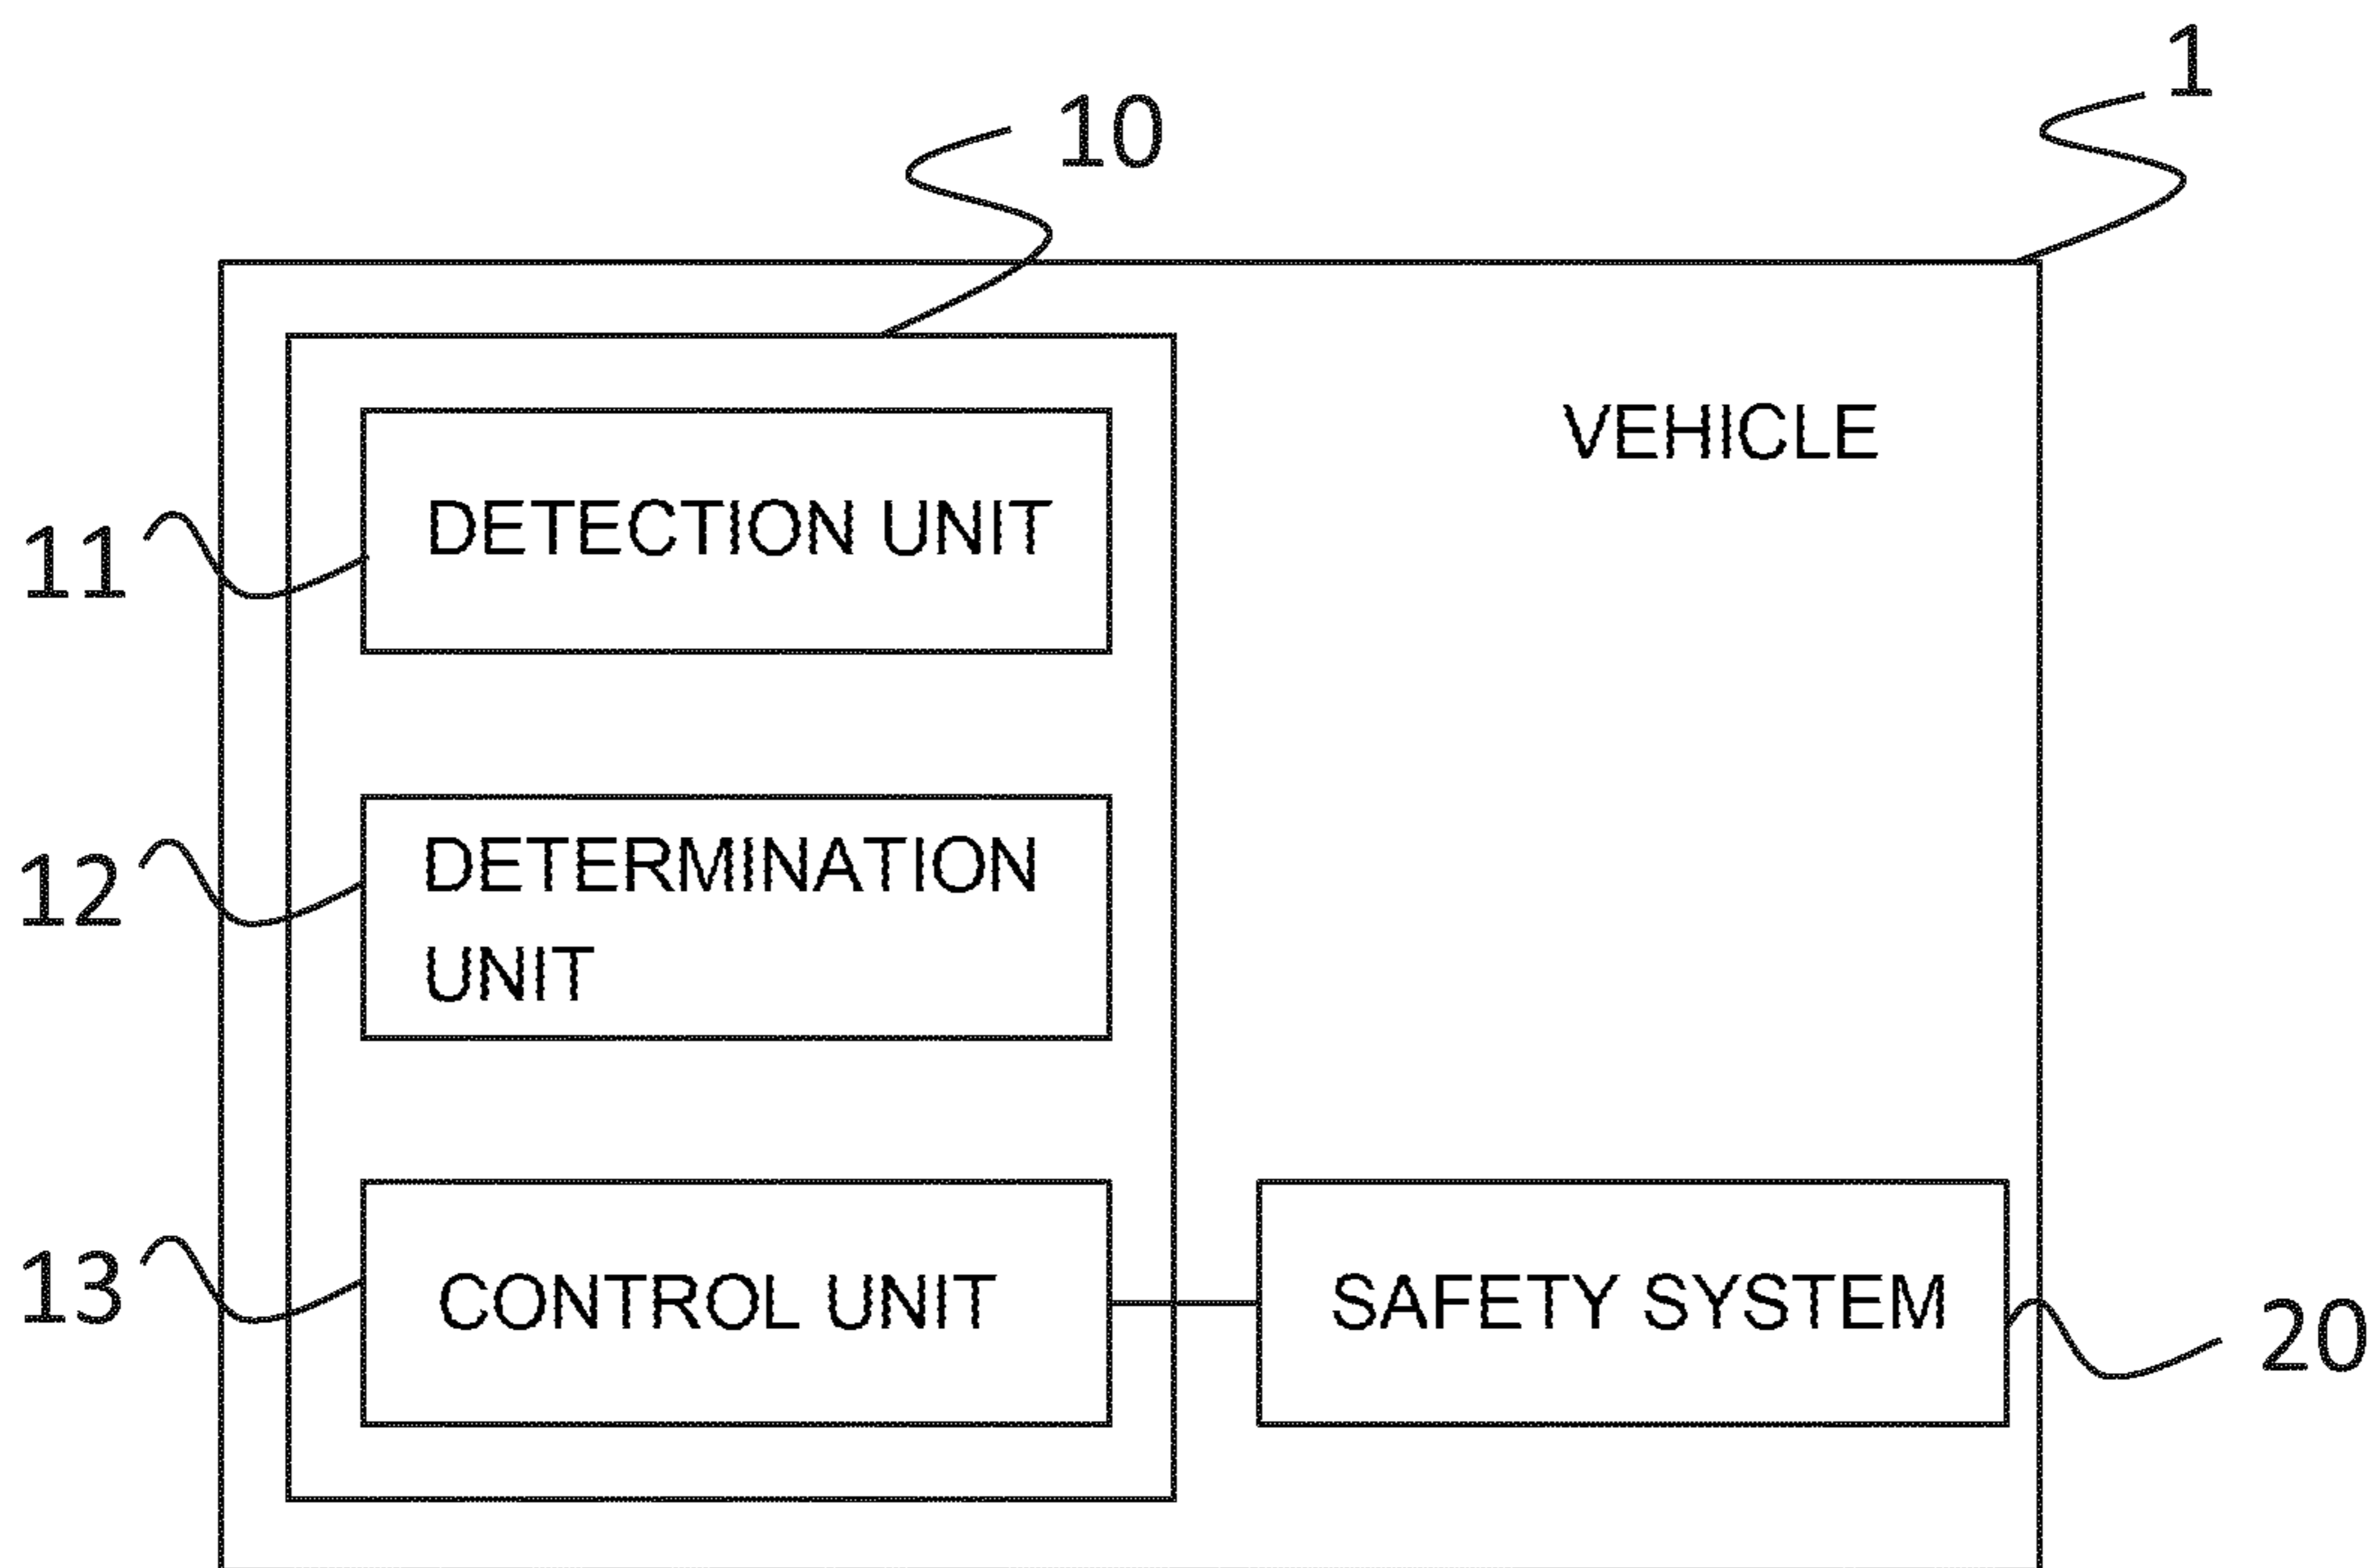 1
10
VEHICLE
11
DETECTION UNIT
12
DETERMINATION
UNIT
13
CONTROL UNIT
SAFETY SYSTEM
20